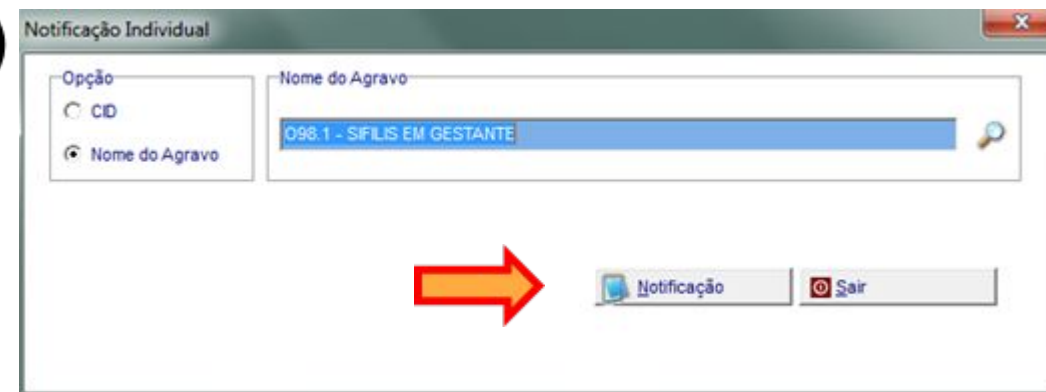 Notificação Individual
Opção
CID
Nome do Agravo
Nome do Agravo
O98.1 - SIFILIS EM GESTANTE
Notificação
Sair